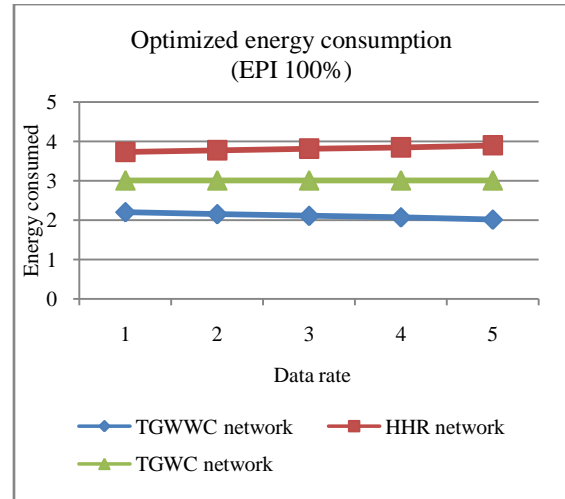 Optimized energy consumption
(EPI 100%)
Energy consumed
5
4
3
2
1
0
1 2 3 4 5
Data rate
TGWWC network HHR network
TGWC network